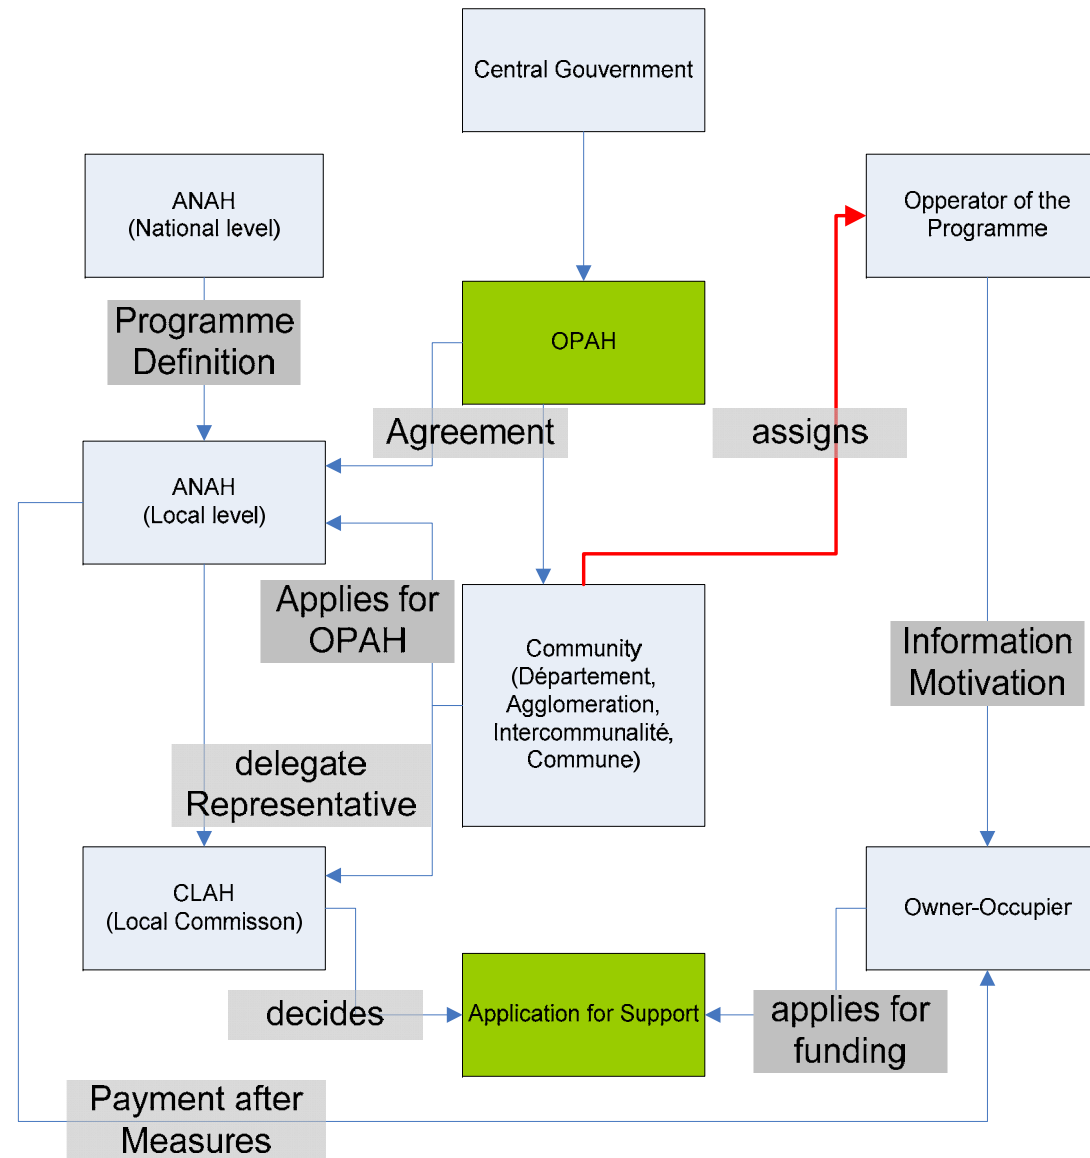 Central Gouvernment
ANAH
(National level)
Opperator of the
Programme
Programme
Definition
OPAH
Agreement
assigns
ANAH
(Local level)
Applies for
OPAH
Community
(Département,
Agglomeration,
Intercommunalité,
Commune)
Information
Motivation
delegate
Representative
CLAH
(Local Commisson)
Owner-Occupier
decides
Application for Support
applies for
funding
Payment after
Measures